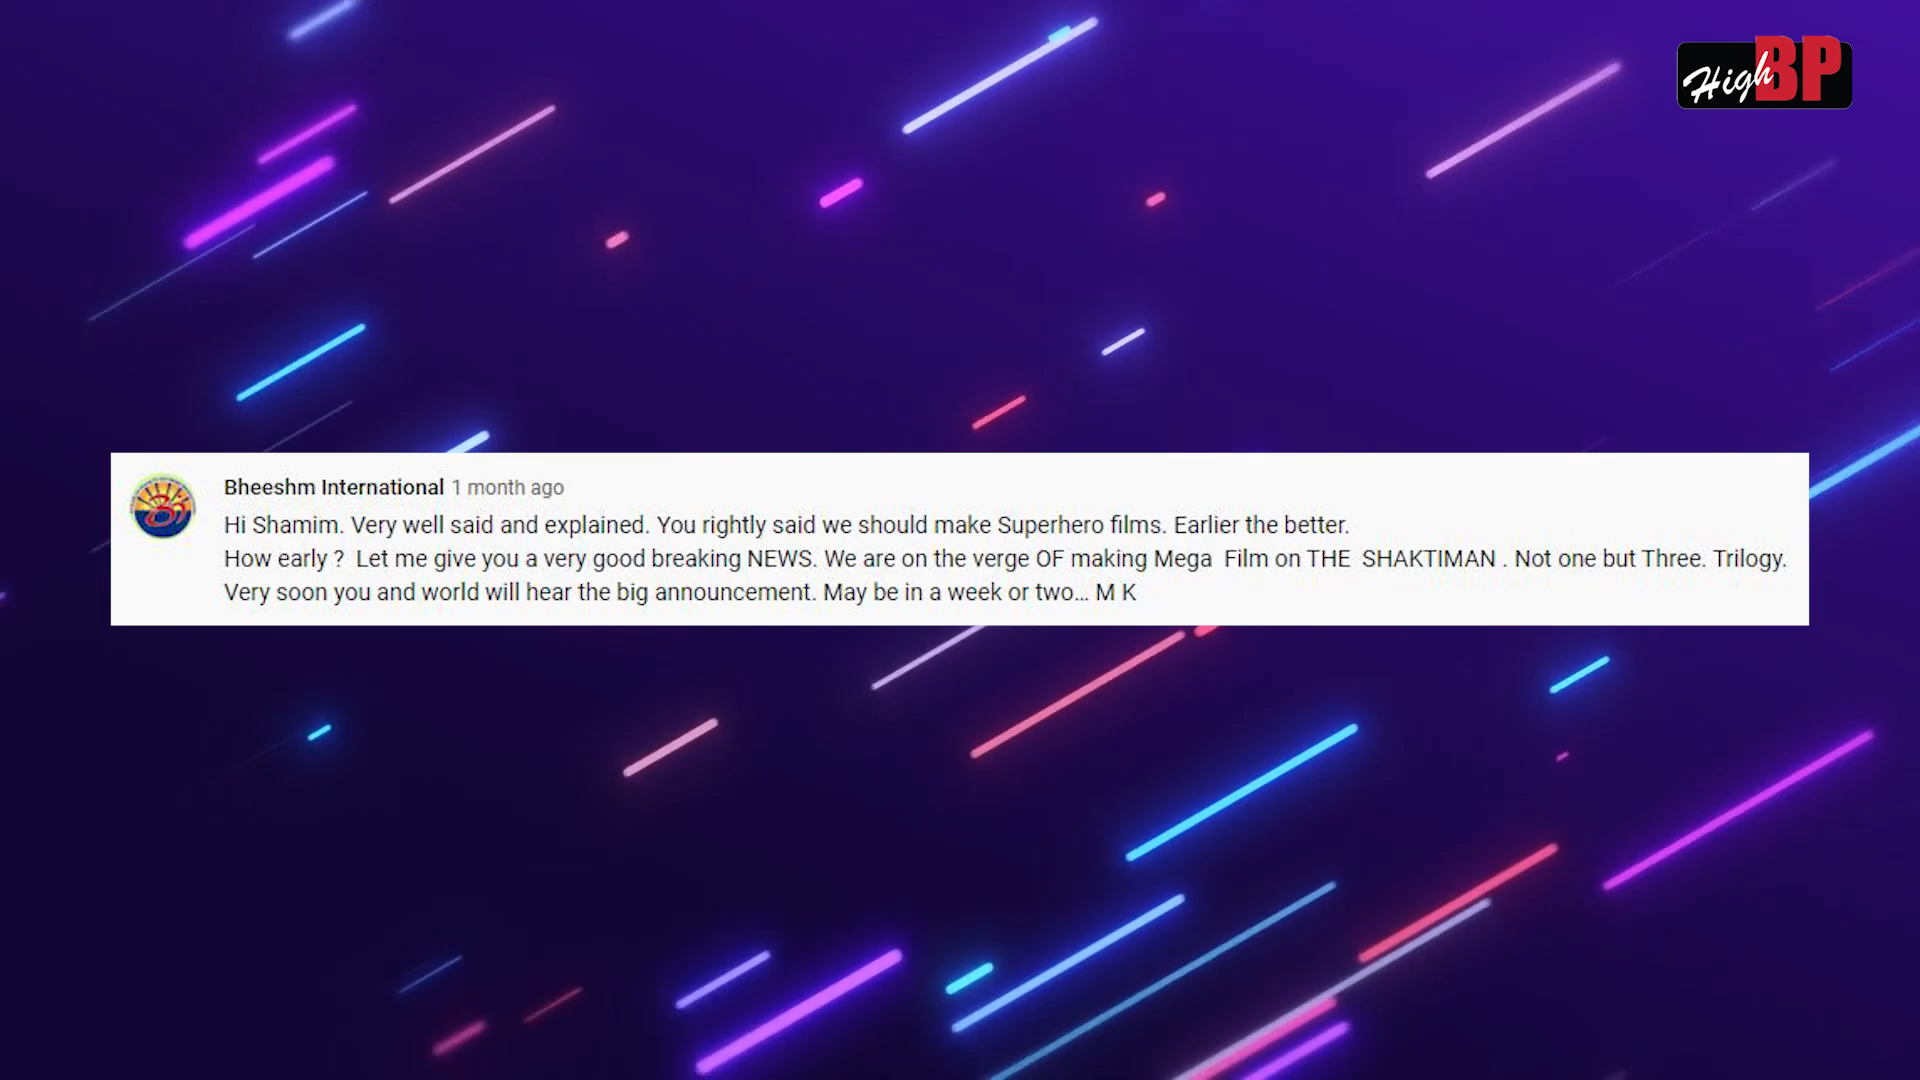 High BP
Bheeshm International 1 month ago
Hi Shamim. Very well said and explained. You rightly said we should make Superhero films. Earlier the better.
How early ?  Let me give you a very good breaking NEWS. We are on the verge OF making Mega  Film on THE  SHAKTIMAN . Not one but Three. Trilogy.
Very soon you and world will hear the big announcement. May be in a week or two... M K